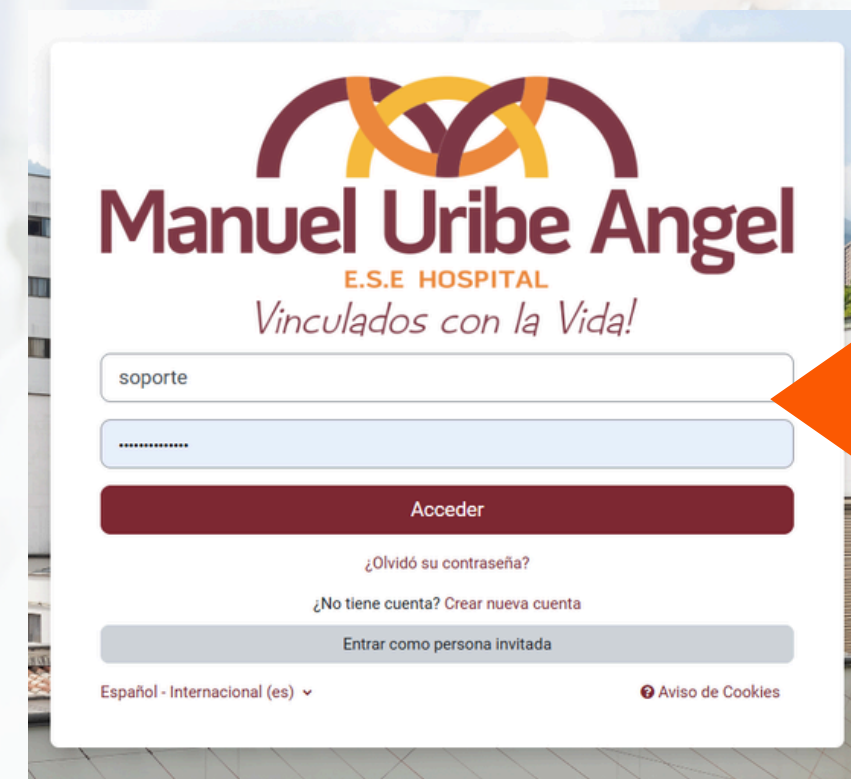 Manuel Uribe Angel
E.S.E HOSPITAL
Vinculados con la Vida!
soporte
••••••••••••••
Acceder
¿Olvidó su contraseña?
¿No tiene cuenta? Crear nueva cuenta
Entrar como persona invitada
Español - Internacional (es)
Aviso de Cookies